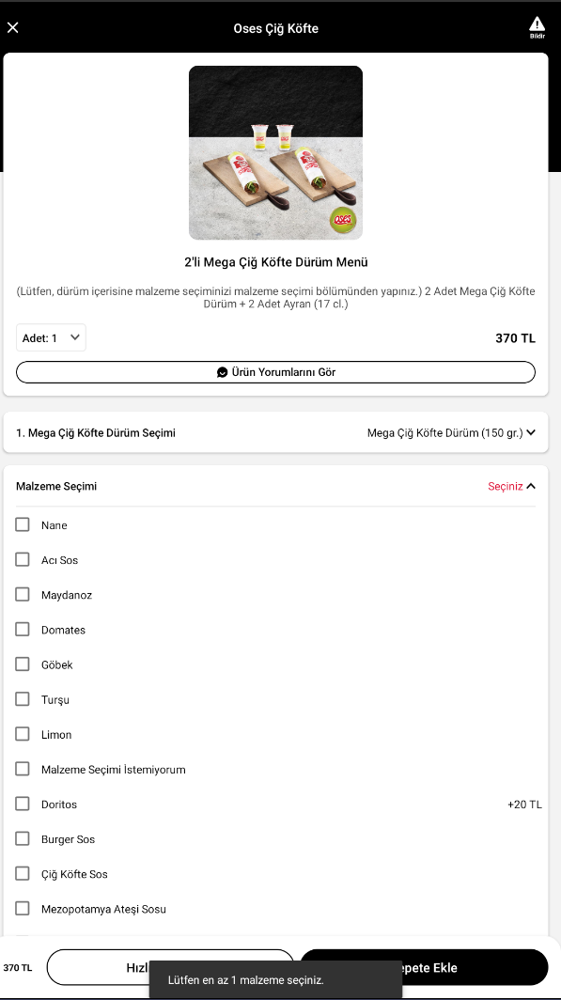 Oses Çiğ Köfte
Bildir
OSES
2'li Mega Çiğ Köfte Dürüm Menü
(Lütfen, dürüm içerisine malzeme seçiminizi malzeme seçimi bölümünden yapınız.) 2 Adet Mega Çiğ Köfte
Dürüm + 2 Adet Ayran (17 cl.)
Adet: 1
370 TL
Ürün Yorumlarını Gör
1. Mega Çiğ Köfte Dürüm Seçimi
Mega Çiğ Köfte Dürüm (150 gr.)
Malzeme Seçimi
Seçiniz
Nane
Acı Sos
Maydanoz
Domates
Göbek
Turşu
Limon
Malzeme Seçimi İstemiyorum
Doritos
+20 TL
Burger Sos
Çiğ Köfte Sos
Mezopotamya Ateşi Sosu
370 TL
Hızl
epete Ekle
Lütfen en az 1 malzeme seçiniz.